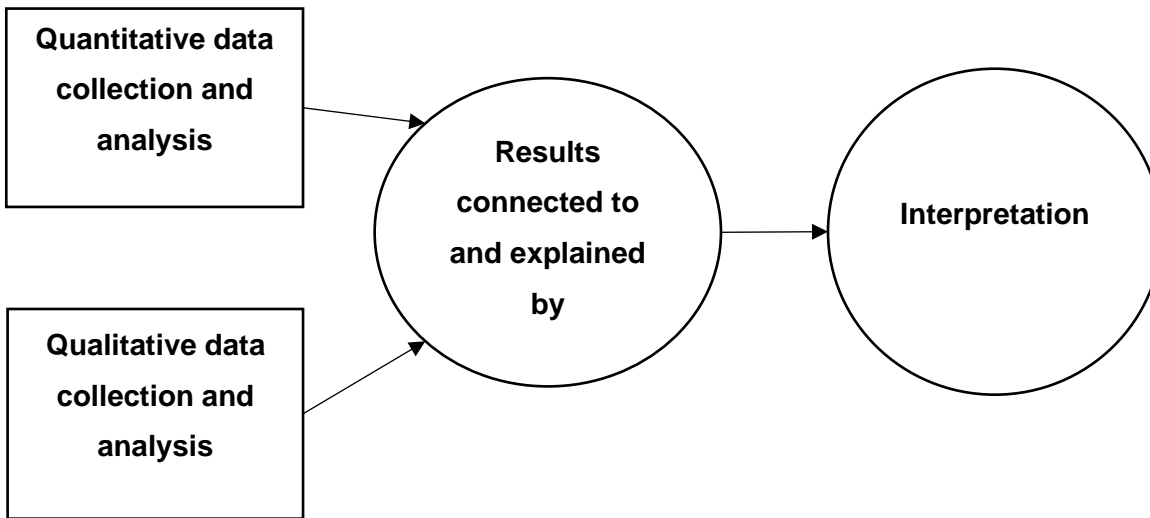 Quantitative data
collection and
analysis
Qualitative data
collection and
analysis
Results
connected to
and explained
by
Interpretation